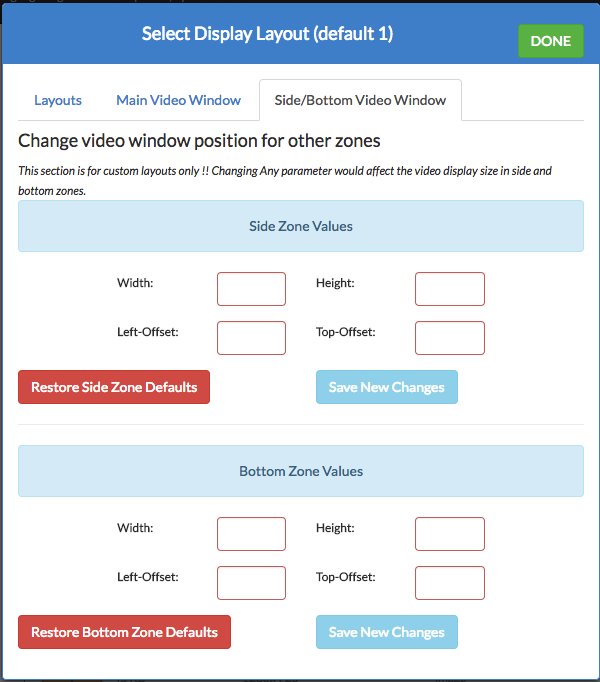 Select Display Layout (default 1)
DONE
Layouts Main Video Window Side/Bottom Video Window
Change video window position for other zones
This section is for custom layouts only !! Changing Any parameter would affect the video display size in side and
bottom zones.
Side Zone Values
Width: Height:
Left-Offset: Top-Offset:
Restore Side Zone Defaults Save New Changes
Bottom Zone Values
Width: Height:
Left-Offset: Top-Offset:
Restore Bottom Zone Defaults Save New Changes